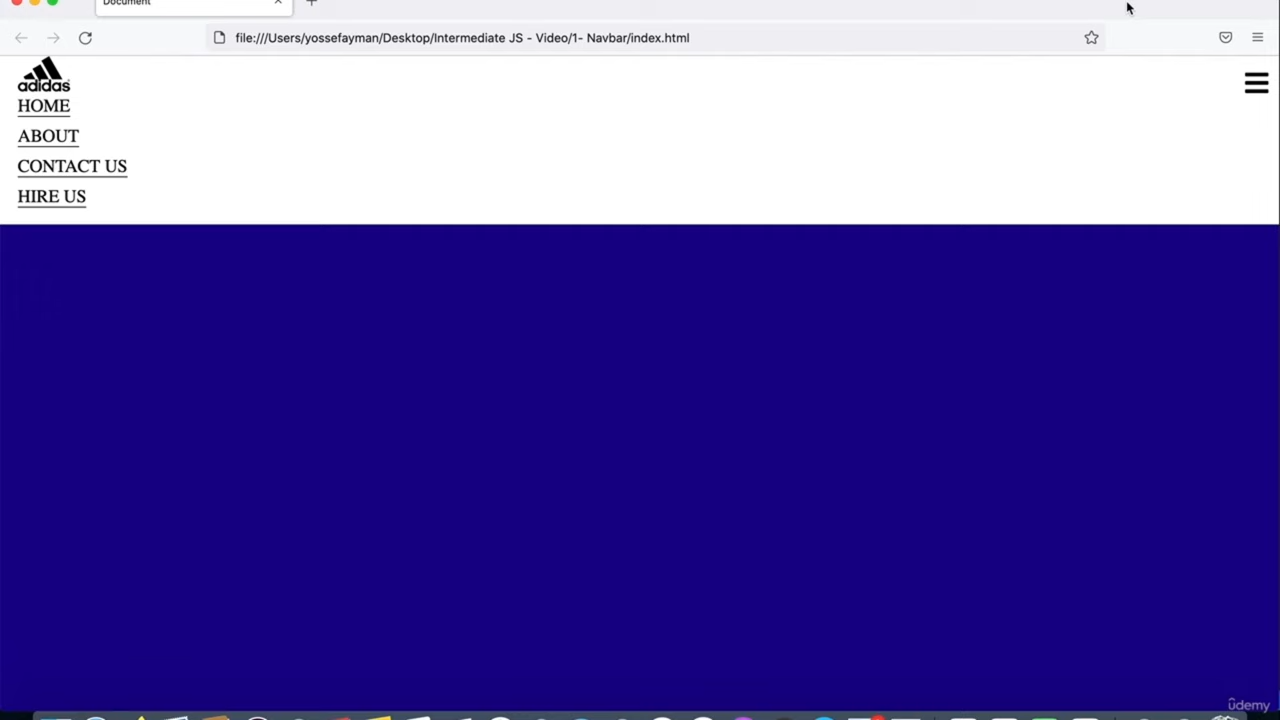 Document
file:///Users/yossefayman/Desktop/Intermediate JS - Video/1- Navbar/index.html
adidas
HOME
ABOUT
CONTACT US
HIRE US
ûdemy